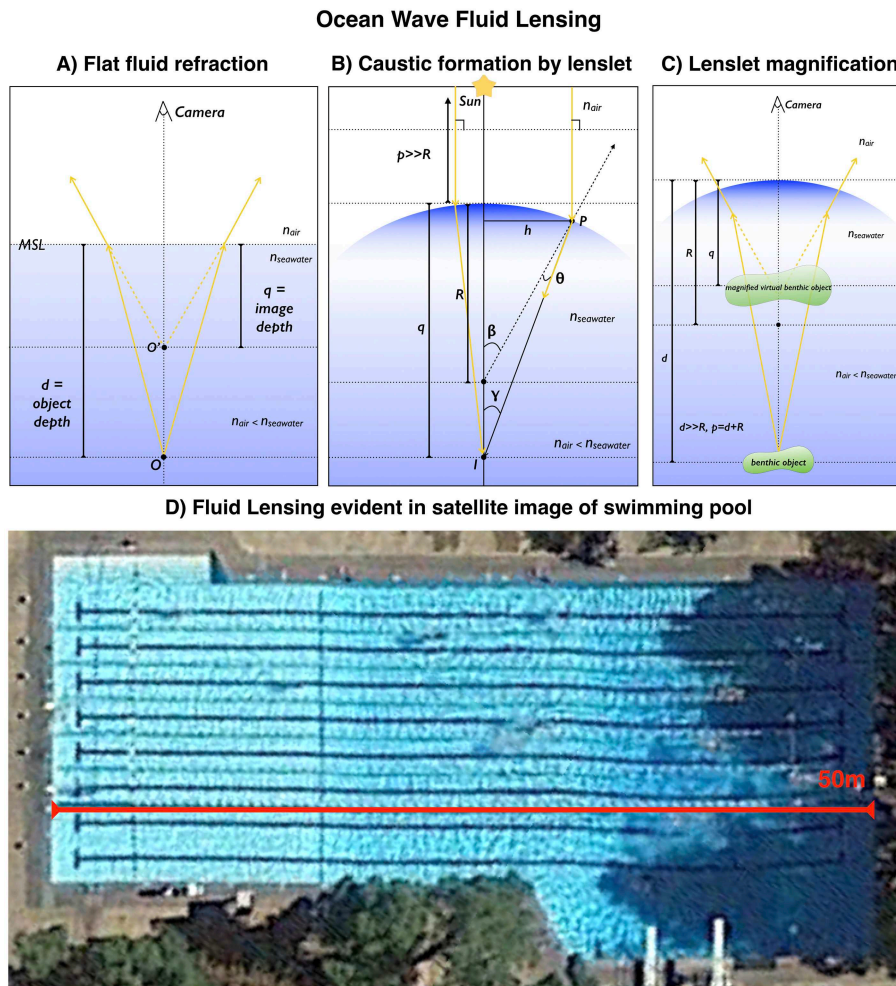 Ocean Wave Fluid Lensing
A) Flat fluid refraction
Camera
n_air
MSL
n_seawater
q =
image
depth
O'
d =
object
depth
n_air < n_seawater
O
B) Caustic formation by lenslet
Sun
n_air
p>>R
P
h
θ
R
n_seawater
q
β
γ
n_air < n_seawater
I
C) Lenslet magnification
Camera
n_air
n_seawater
R
q
magnified virtual benthic object
d
n_air < n_seawater
d>>R, p=d+R
benthic object
D) Fluid Lensing evident in satellite image of swimming pool
50m